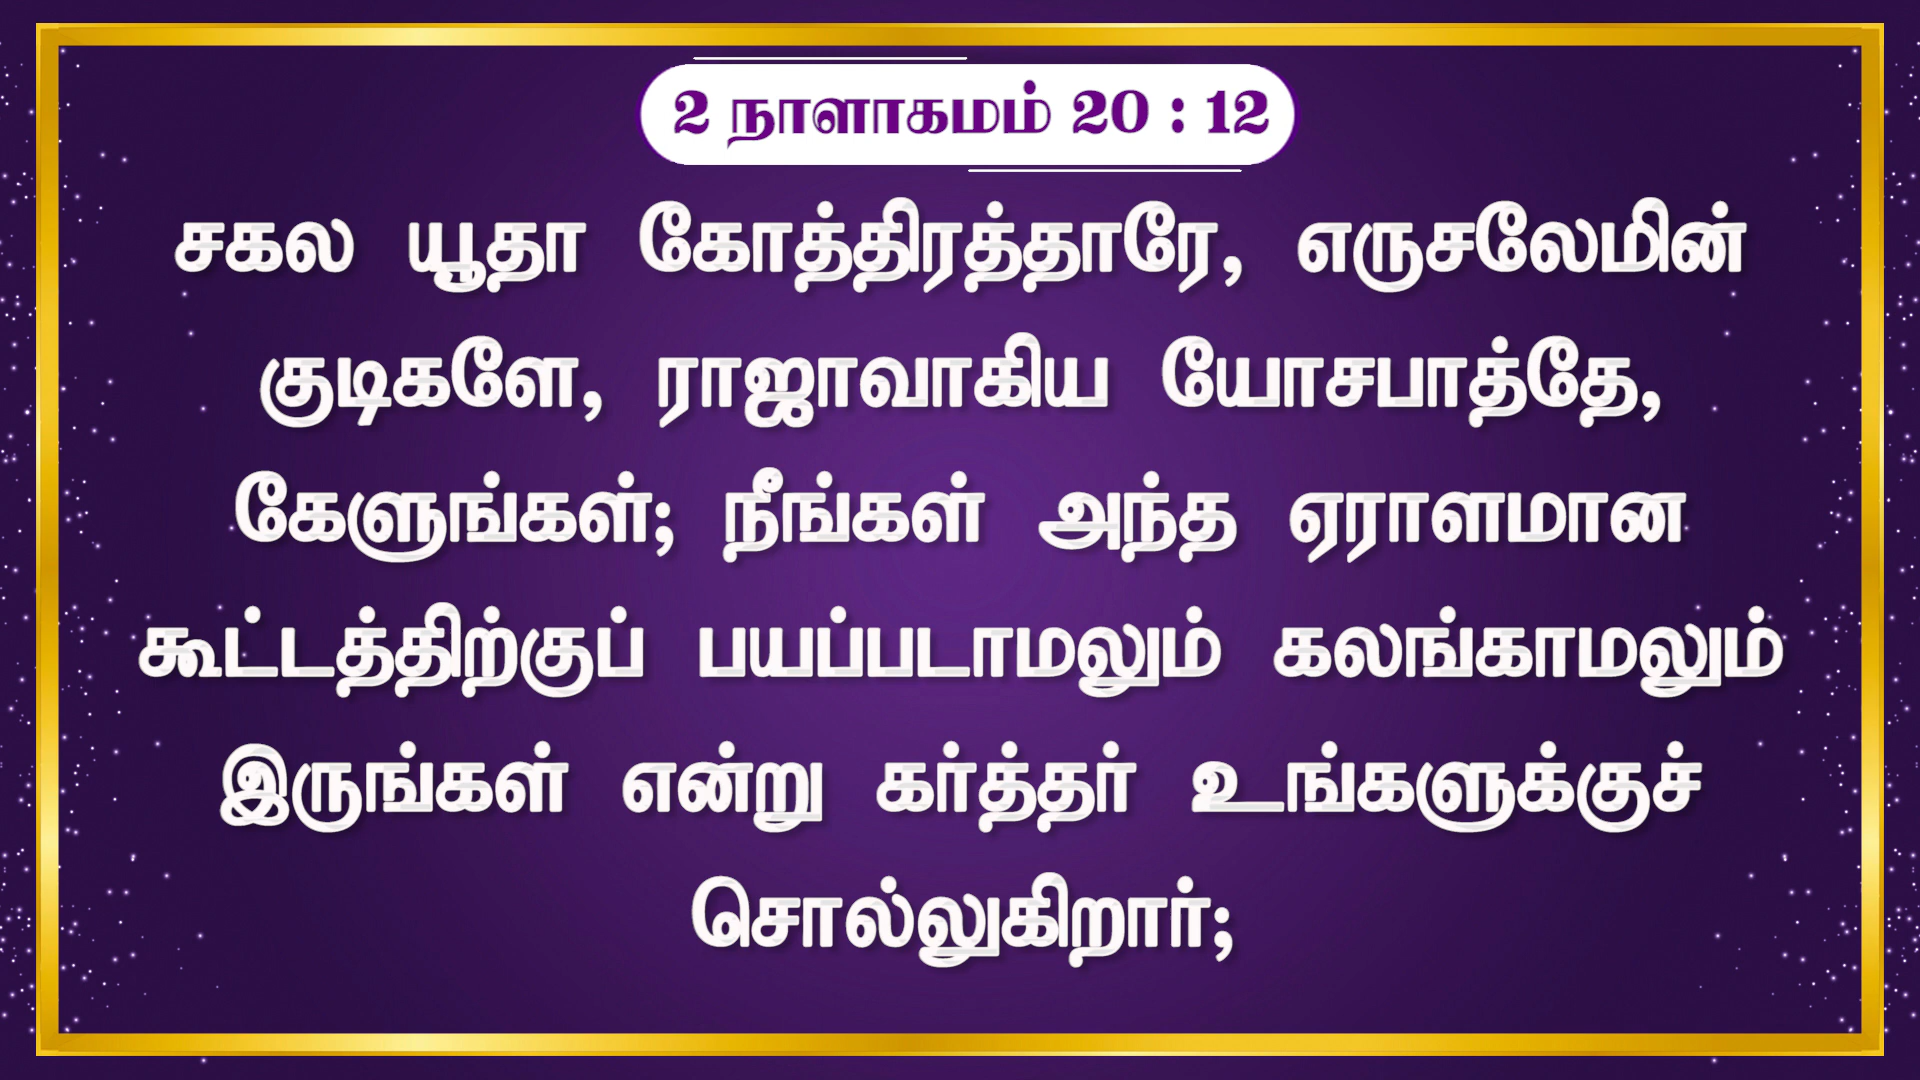 2 நாளாகமம் 20 : 12
சகல யூதா கோத்திரத்தாரே, எருசலேமின்
குடிகளே, ராஜாவாகிய யோசபாத்தே,
கேளுங்கள்; நீங்கள் அந்த ஏராளமான
கூட்டத்திற்குப் பயப்படாமலும் கலங்காமலும்
இருங்கள் என்று கர்த்தர் உங்களுக்குச்
சொல்லுகிறார்;